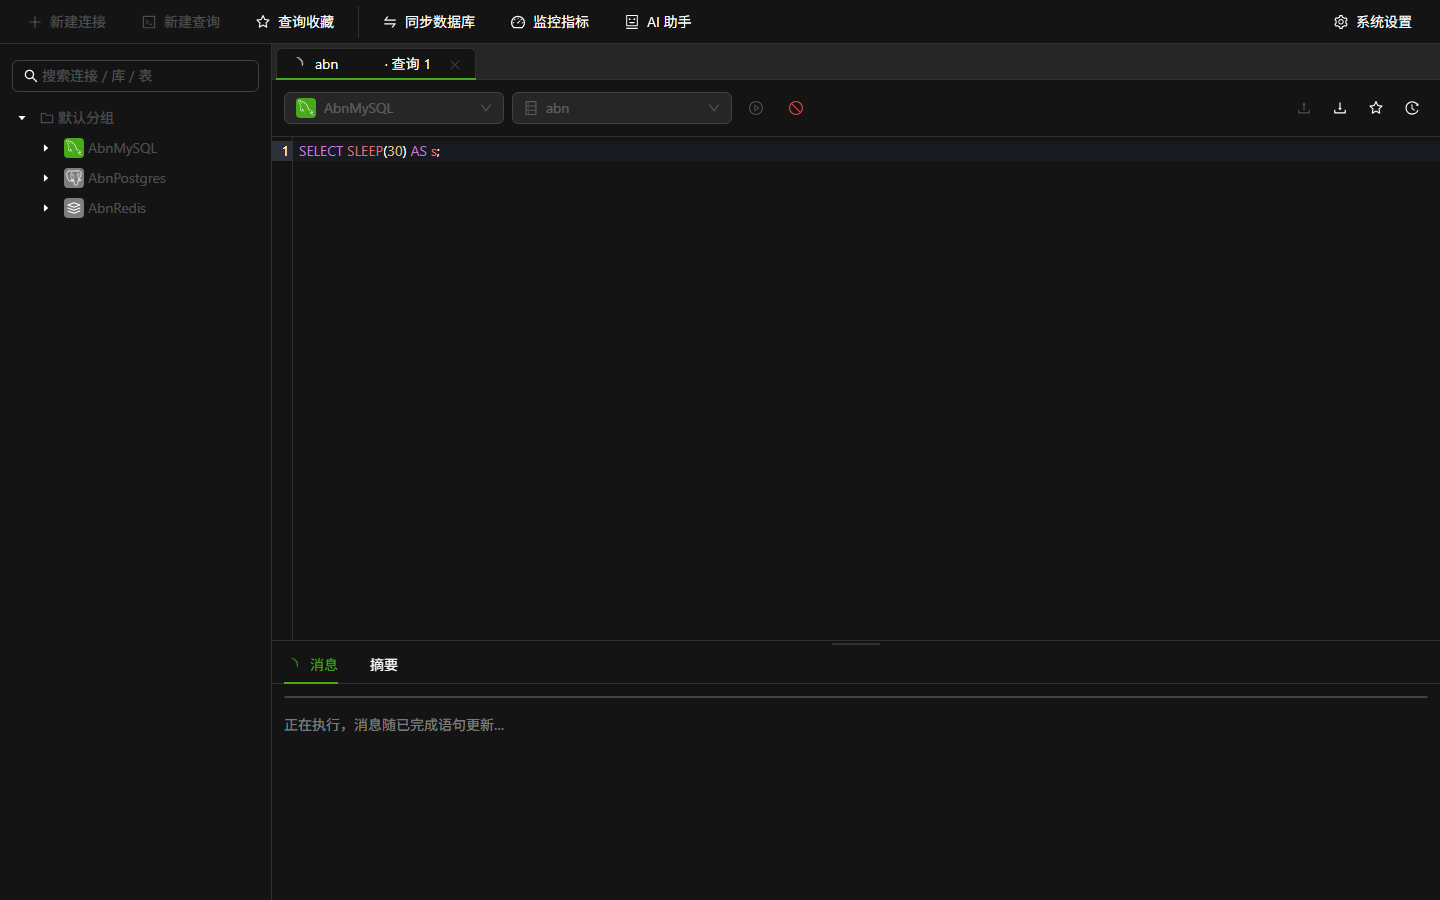 新建连接 新建查询 查询收藏 同步数据库 监控指标 AI 助手 系统设置
搜索连接 / 库 / 表
abn · 查询 1
AbnMySQL abn
默认分组
AbnMySQL
AbnPostgres
AbnRedis
1 SELECT SLEEP(30) AS s;
消息 摘要
正在执行，消息随已完成语句更新...